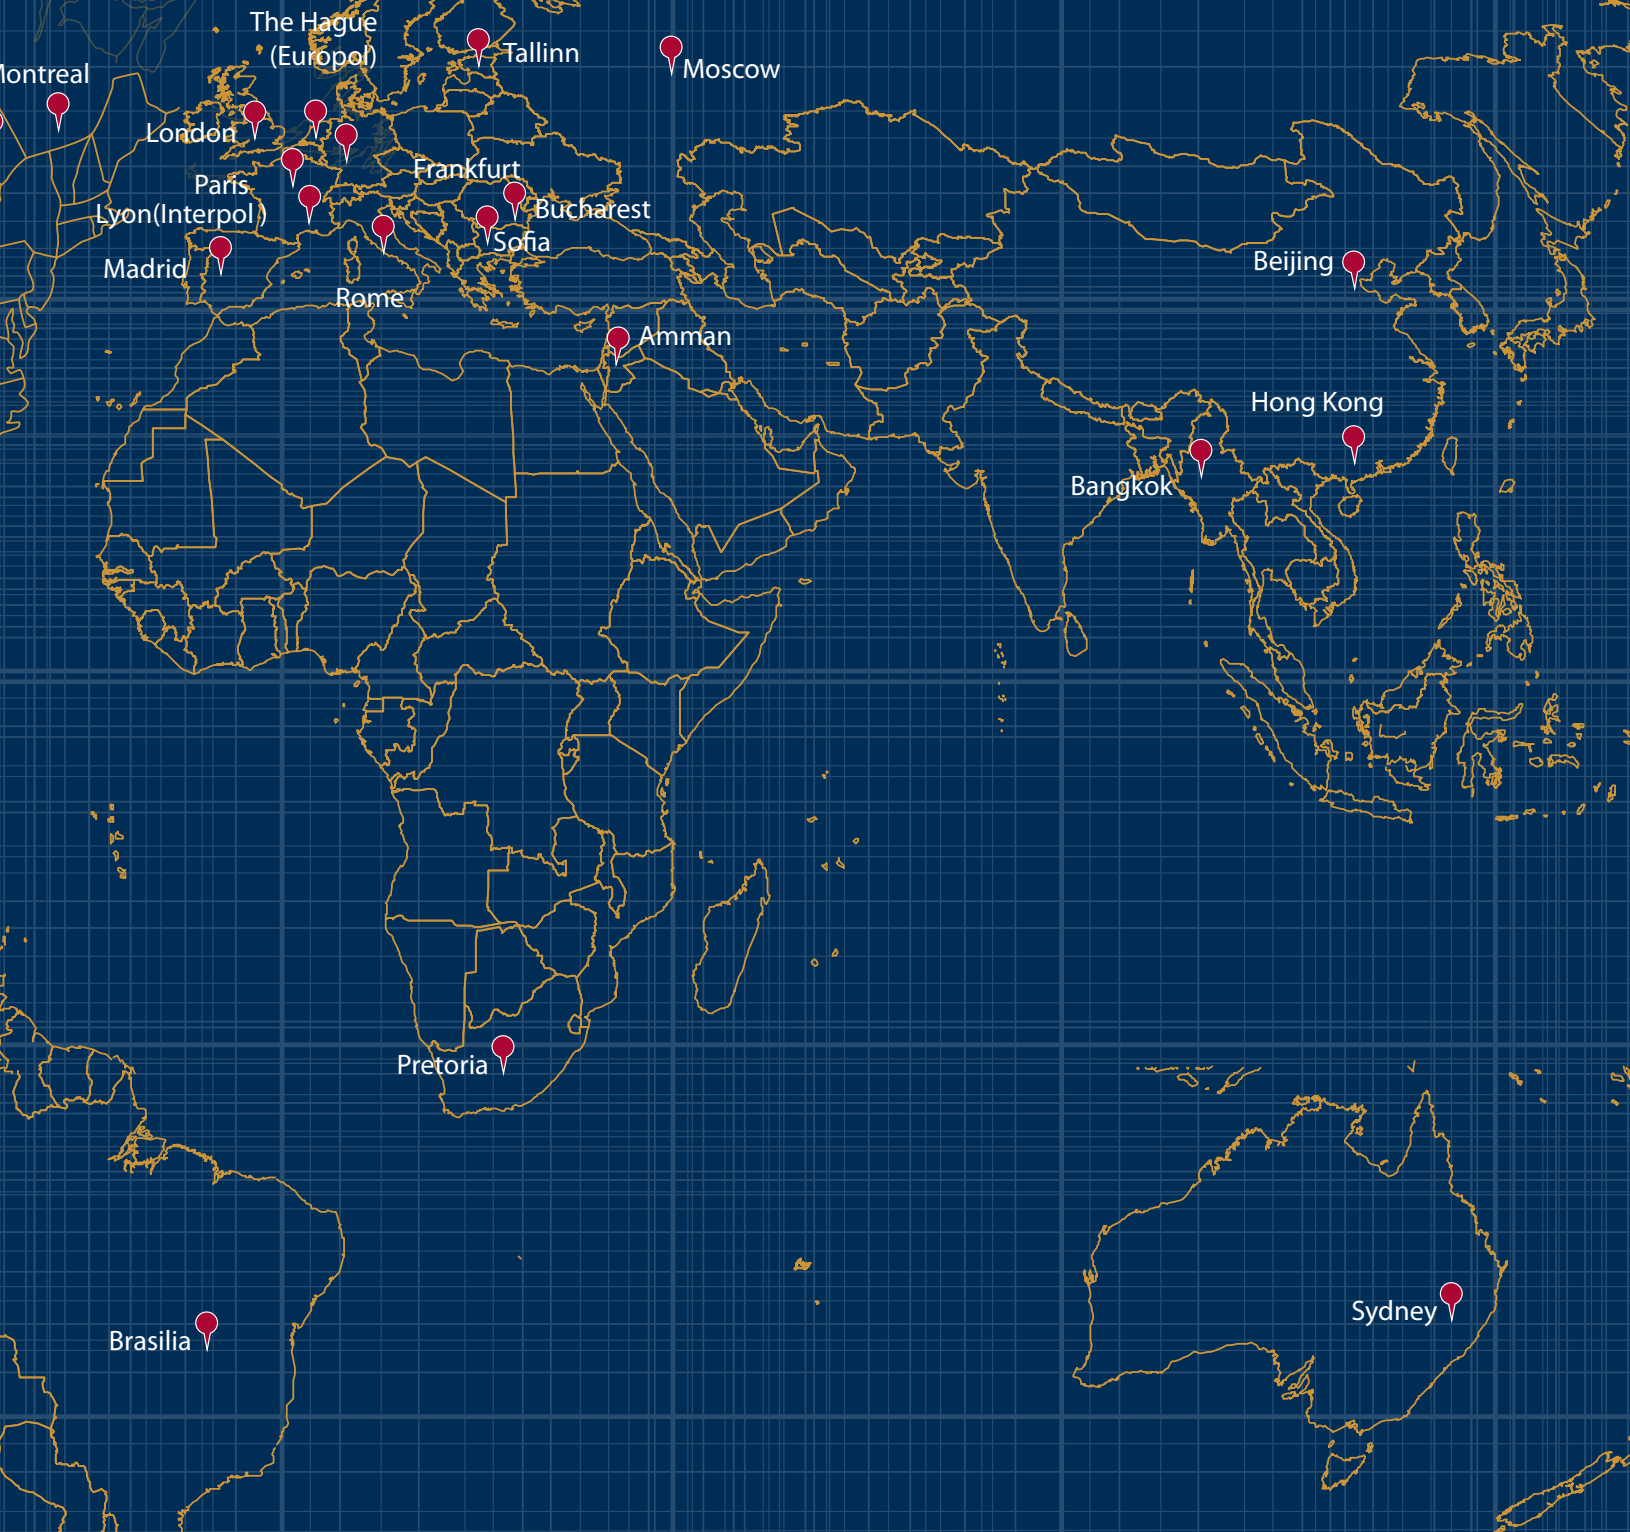 The Hague
(Europol)
Tallinn
Moscow
Montreal
London
Frankfurt
Paris
Lyon(Interpol )
Bucharest
Sofia
Madrid
Beijing
Rome
Amman
Hong Kong
Bangkok
Pretoria
Sydney
Brasilia